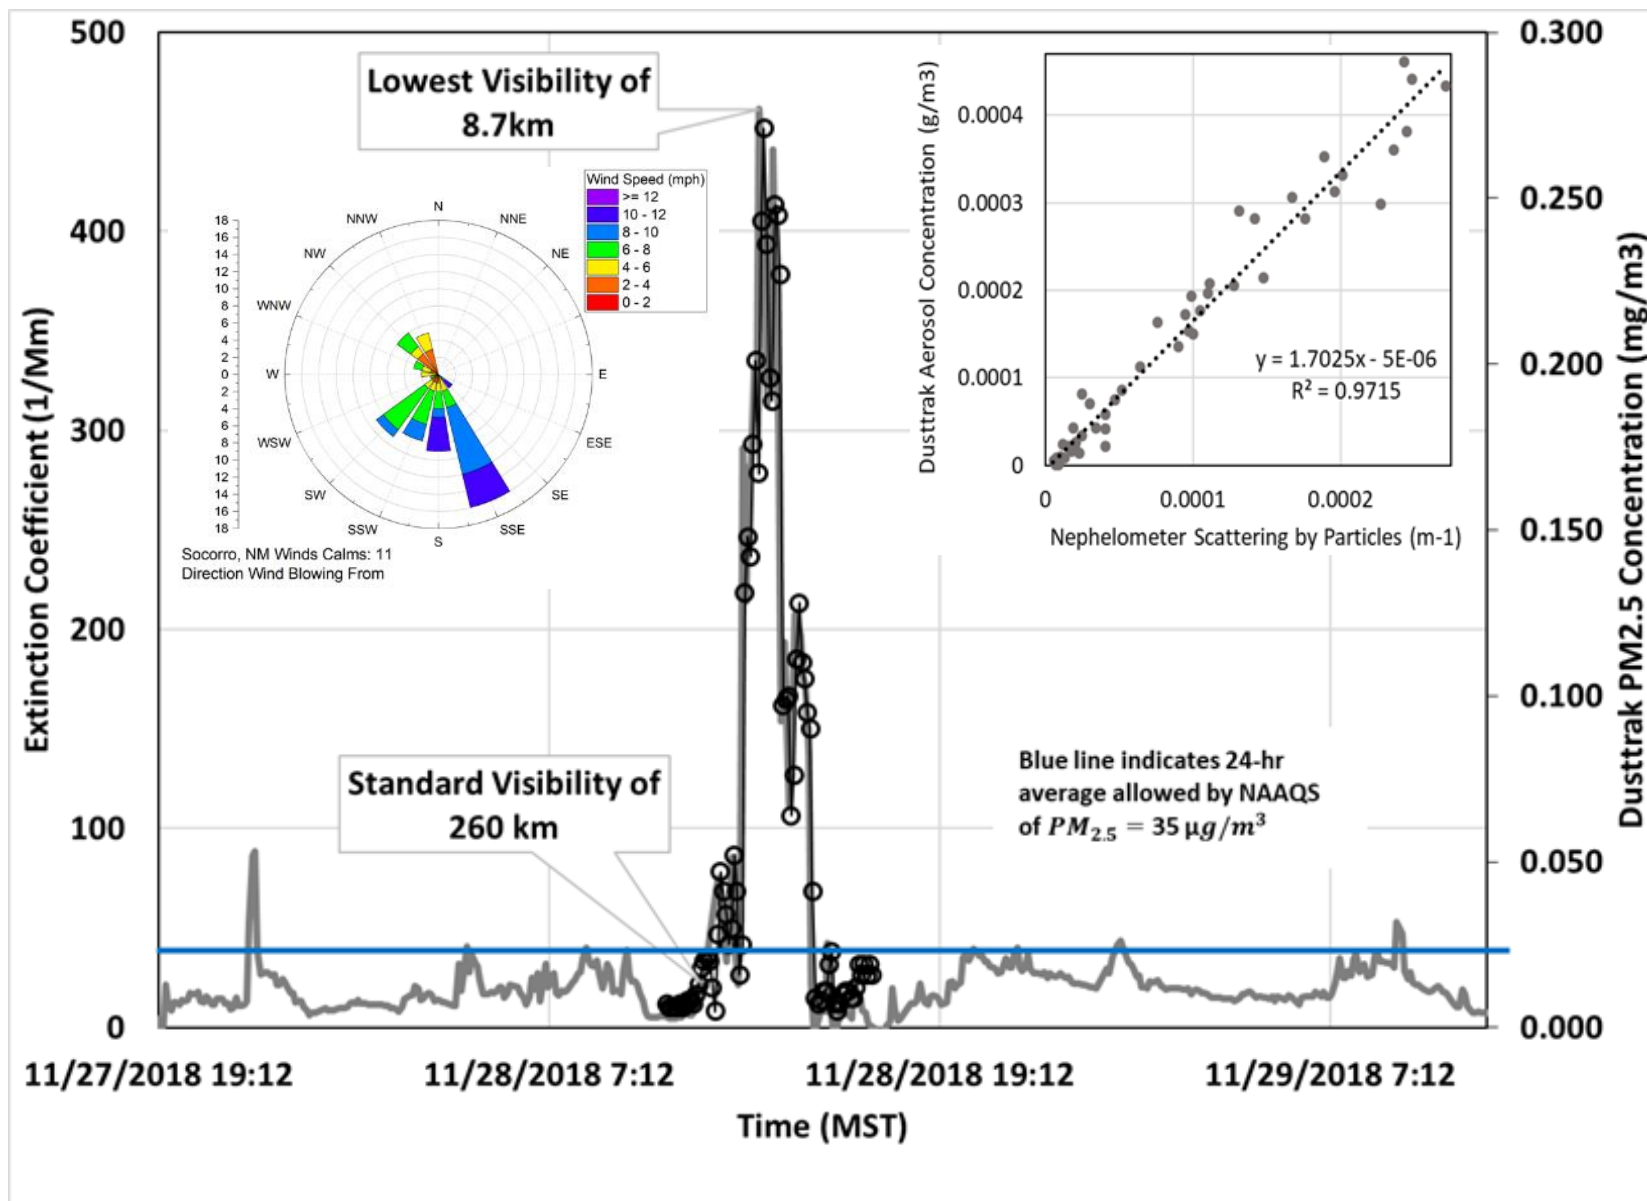 500
400
300
200
100
0
Extinction Coefficient (1/Mm)
Lowest Visibility of
8.7km
Wind Speed (mph)
>= 12
10 - 12
8 - 10
6 - 8
4 - 6
2 - 4
0 - 2
18
16
14
12
10
8
6
4
2
0
2
4
6
8
10
12
14
16
18
N
NNE
NE
E
ESE
SE
SSE
S
SSW
SW
WSW
W
WNW
NW
NNW
Socorro, NM Winds Calms: 11
Direction Wind Blowing From
Standard Visibility of
260 km
Dusttrak Aerosol Concentration (g/m3)
0.0004
0.0003
0.0002
0.0001
0
y = 1.7025x - 5E-06
R² = 0.9715
0
0.0001
0.0002
Nephelometer Scattering by Particles (m-1)
Blue line indicates 24-hr
average allowed by NAAQS
of PM2.5 = 35 μg/m³
0.300
0.250
0.200
0.150
0.100
0.050
0.000
Dusttrak PM2.5 Concentration (mg/m3)
11/27/2018 19:12
11/28/2018 7:12
11/28/2018 19:12
11/29/2018 7:12
Time (MST)